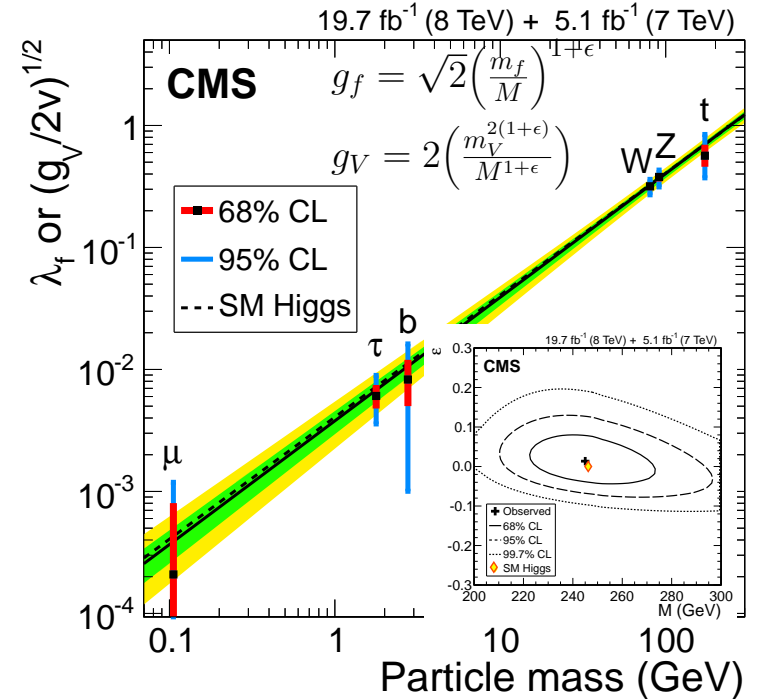 19.7 fb⁻¹ (8 TeV) + 5.1 fb⁻¹ (7 TeV)
CMS
g_f = √2(m_f/M)^{1+ϵ}
g_V = 2(m_V^{2(1+ϵ)}/M^{1+ϵ})
λ_f or (g_V/2v)^{1/2}
68% CL
95% CL
SM Higgs
1
10⁻¹
10⁻²
10⁻³
10⁻⁴
μ
τ
b
W
Z
t
0.1
1
10
100
Particle mass (GeV)
19.7 fb⁻¹ (8 TeV) + 5.1 fb⁻¹ (7 TeV)
ε
CMS
0.3
0.2
0.1
0.0
-0.1
-0.2
-0.3
Observed
68% CL
95% CL
99.7% CL
SM Higgs
200
220
240
260
280
300
M (GeV)